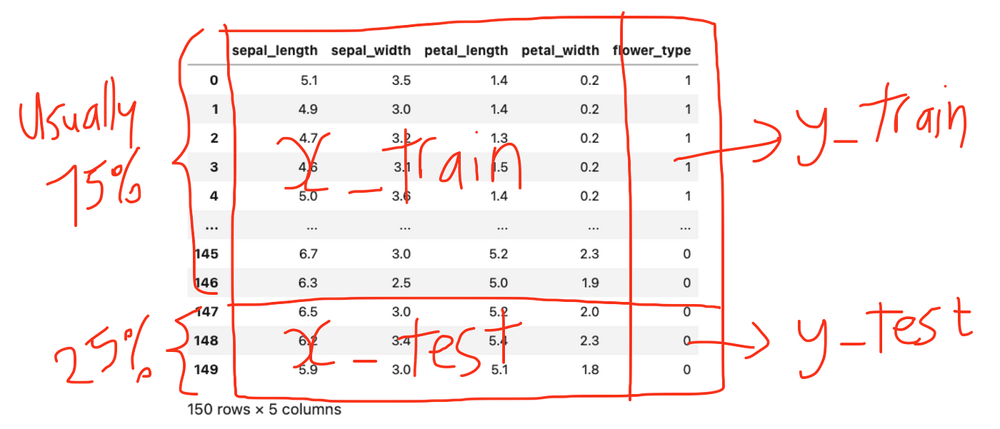 sepal_length sepal_width petal_length petal_width flower_type
0 5.1 3.5 1.4 0.2 1
1 4.9 3.0 1.4 0.2 1
2 4.7 3.2 1.3 0.2 1
3 4.6 3.1 1.5 0.2 1
4 5.0 3.6 1.4 0.2 1
... ... ... ... ... ...
145 6.7 3.0 5.2 2.3 0
146 6.3 2.5 5.0 1.9 0
147 6.5 3.0 5.2 2.0 0
148 6.2 3.4 5.4 2.3 0
149 5.9 3.0 5.1 1.8 0
150 rows × 5 columns
Usually
75%
x_train
y_train
25%
x_test
y_test